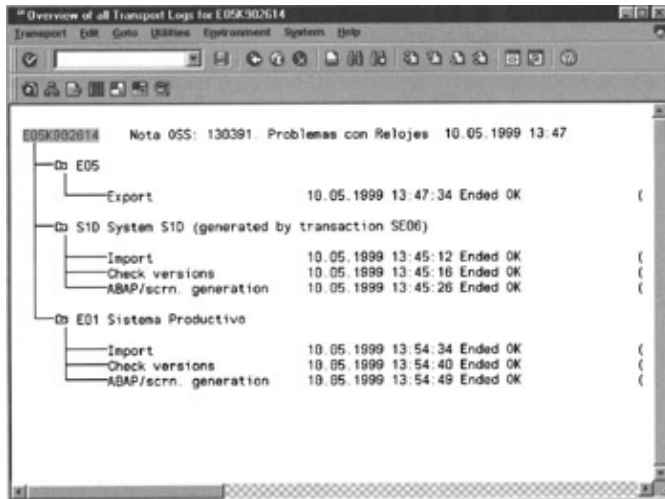 Overview of all Transport Logs for E05K902614
Transport Edit Goto Utilities Environment System Help
E05K902614 Nota OSS: 130391. Problemas con Relojes 10.05.1999 13:47
E05
Export 10.05.1999 13:47:34 Ended OK (
S1D System S1D (generated by transaction SE06)
Import 10.05.1999 13:45:12 Ended OK (
Check versions 10.05.1999 13:45:16 Ended OK (
ABAP/scrn. generation 10.05.1999 13:45:26 Ended OK (
E01 Sistema Productivo
Import 10.05.1999 13:54:34 Ended OK (
Check versions 10.05.1999 13:54:40 Ended OK (
ABAP/scrn. generation 10.05.1999 13:54:49 Ended OK (